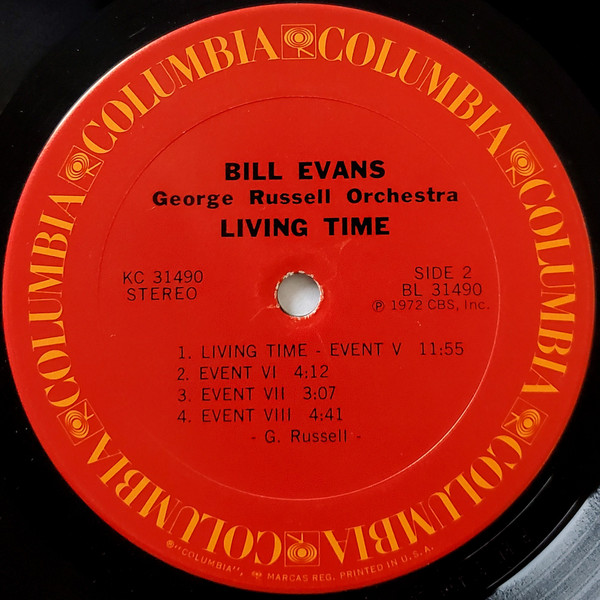 COLUMBIA COLUMBIA COLUMBIA COLUMBIA COLUMBIA COLUMBIA
BILL EVANS
George Russell Orchestra
LIVING TIME
KC 31490
STEREO
SIDE 2
BL 31490
Ⓟ 1972 CBS, Inc.
1. LIVING TIME - EVENT V 11:55
2. EVENT VI 4:12
3. EVENT VII 3:07
4. EVENT VIII 4:41
- G. Russell -
®"COLUMBIA", MARCAS REG. PRINTED IN U.S.A.